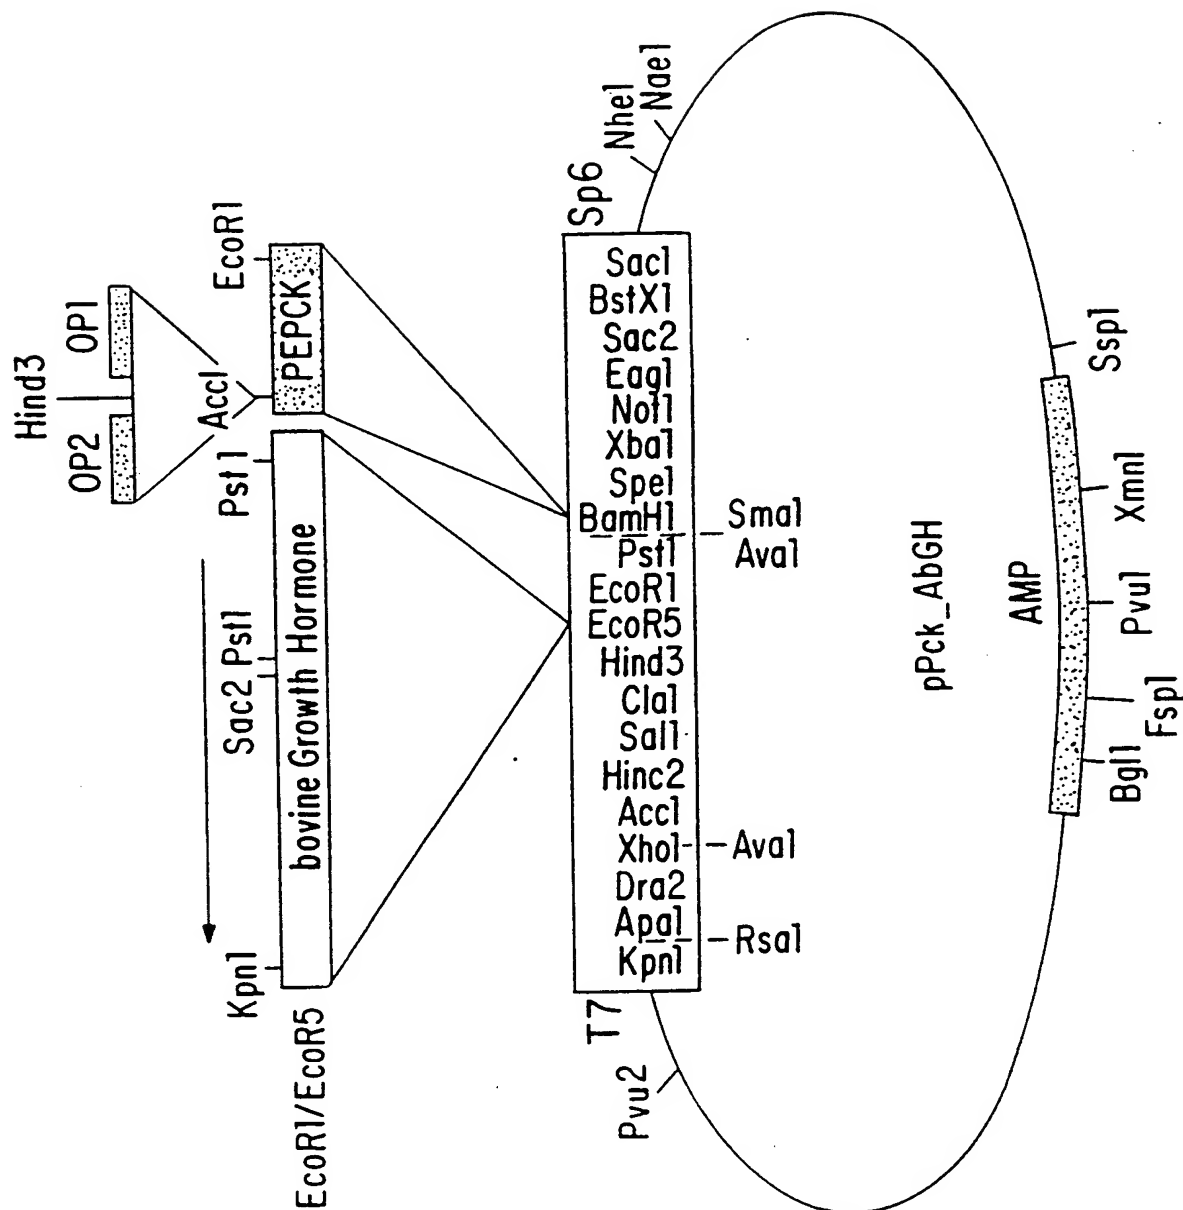 Hind3
OP2
OP1
Acc1
EcoR1
Pst1
PEPCK
Sac2
Pst1
Kpn1
bovine Growth Hormone
EcoR1/EcoR5
T7
Sp6
Pvu2
Nhe1
Nae1
Sac1
BstX1
Sac2
Eag1
Not1
Xba1
Spe1
BamH1
Sma1
Pst1
Ava1
EcoR1
EcoR5
Hind3
Cla1
Sal1
Hinc2
Acc1
Xho1
Ava1
Dra2
Apa1
Rsa1
Kpn1
pPck_AbGH
AMP
Ssp1
Xmn1
Pvu1
Fsp1
Bgl1